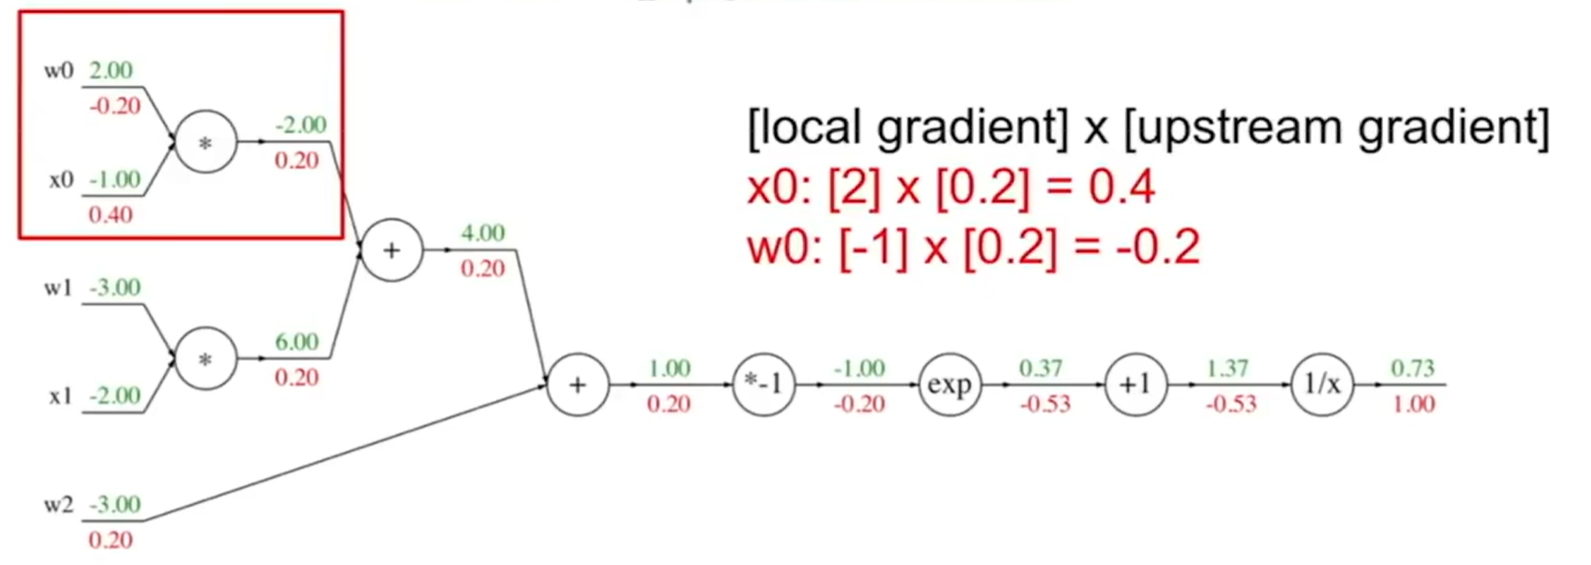 w0 2.00
-0.20
*
-2.00
0.20
x0 -1.00
0.40
[local gradient] x [upstream gradient]
x0: [2] x [0.2] = 0.4
w0: [-1] x [0.2] = -0.2
+
4.00
0.20
w1 -3.00
*
6.00
0.20
x1 -2.00
+
1.00
0.20
*-1
-1.00
-0.20
exp
0.37
-0.53
+1
1.37
-0.53
1/x
0.73
1.00
w2 -3.00
0.20